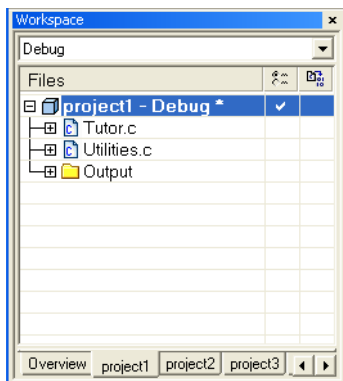 Workspace
Debug
Files
project1 - Debug *
Tutor.c
Utilities.c
Output
Overview project1 project2 project3